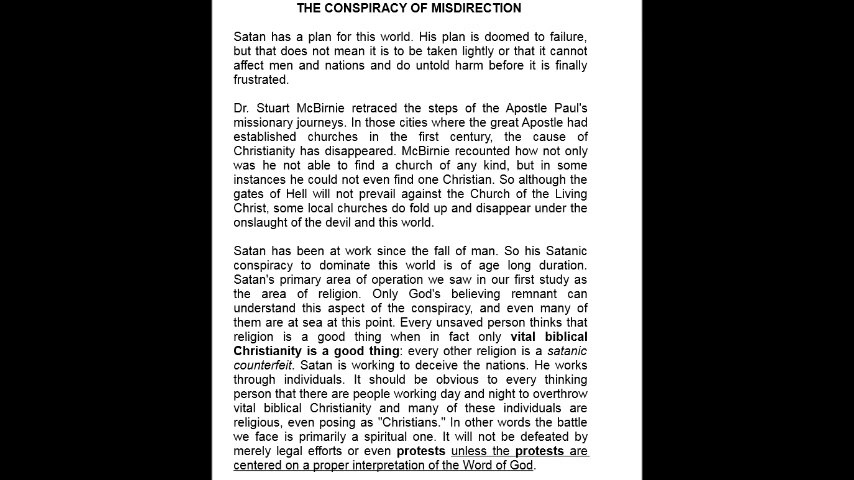 THE CONSPIRACY OF MISDIRECTION
Satan has a plan for this world. His plan is doomed to failure,
but that does not mean it is to be taken lightly or that it cannot
affect men and nations and do untold harm before it is finally
frustrated.
Dr. Stuart McBirnie retraced the steps of the Apostle Paul's
missionary journeys. In those cities where the great Apostle had
established churches in the first century, the cause of
Christianity has disappeared. McBirnie recounted how not only
was he not able to find a church of any kind, but in some
instances he could not even find one Christian. So although the
gates of Hell will not prevail against the Church of the Living
Christ, some local churches do fold up and disappear under the
onslaught of the devil and this world.
Satan has been at work since the fall of man. So his Satanic
conspiracy to dominate this world is of age long duration.
Satan's primary area of operation we saw in our first study as
the area of religion. Only God's believing remnant can
understand this aspect of the conspiracy, and even many of
them are at sea at this point. Every unsaved person thinks that
religion is a good thing when in fact only vital biblical
Christianity is a good thing: every other religion is a satanic
counterfeit. Satan is working to deceive the nations. He works
through individuals. It should be obvious to every thinking
person that there are people working day and night to overthrow
vital biblical Christianity and many of these individuals are
religious, even posing as "Christians." In other words the battle
we face is primarily a spiritual one. It will not be defeated by
merely legal efforts or even protests unless the protests are
centered on a proper interpretation of the Word of God.